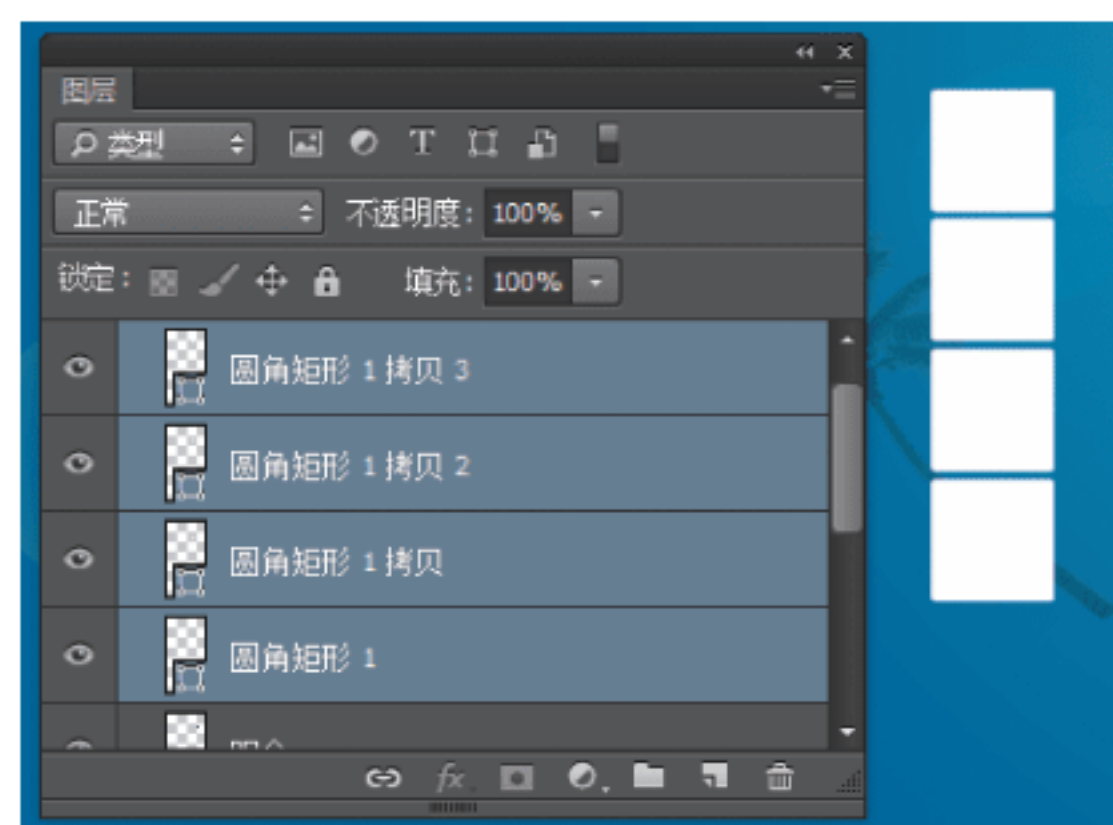 图层
类型
正常
不透明度: 100%
锁定:
填充: 100%
圆角矩形 1 拷贝 3
圆角矩形 1 拷贝 2
圆角矩形 1 拷贝
圆角矩形 1
fx